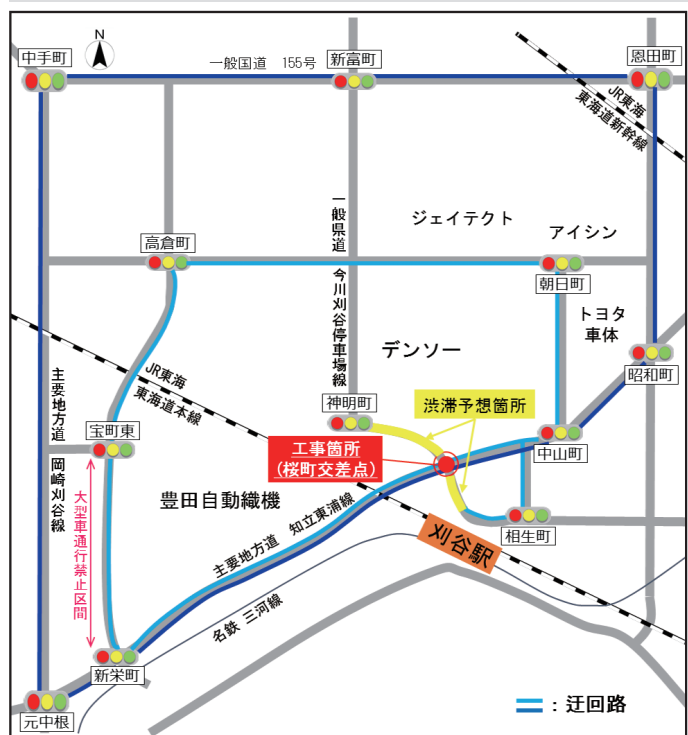 中手町
N
一般国道 155号
新富町
恩田町
JR東海
東海道新幹線
一般県道 今川刈谷停車場線
ジェイテクト
アイシン
高倉町
朝日町
トヨタ
車体
デンソー
昭和町
JR東海
東海道本線
主要地方道 岡崎刈谷線
神明町
渋滞予想箇所
宝町東
工事箇所
(桜町交差点)
中山町
大型車通行禁止区間
豊田自動織機
主要地方道 知立東浦線
相生町
刈谷駅
名鉄 三河線
新栄町
元中根
:迂回路